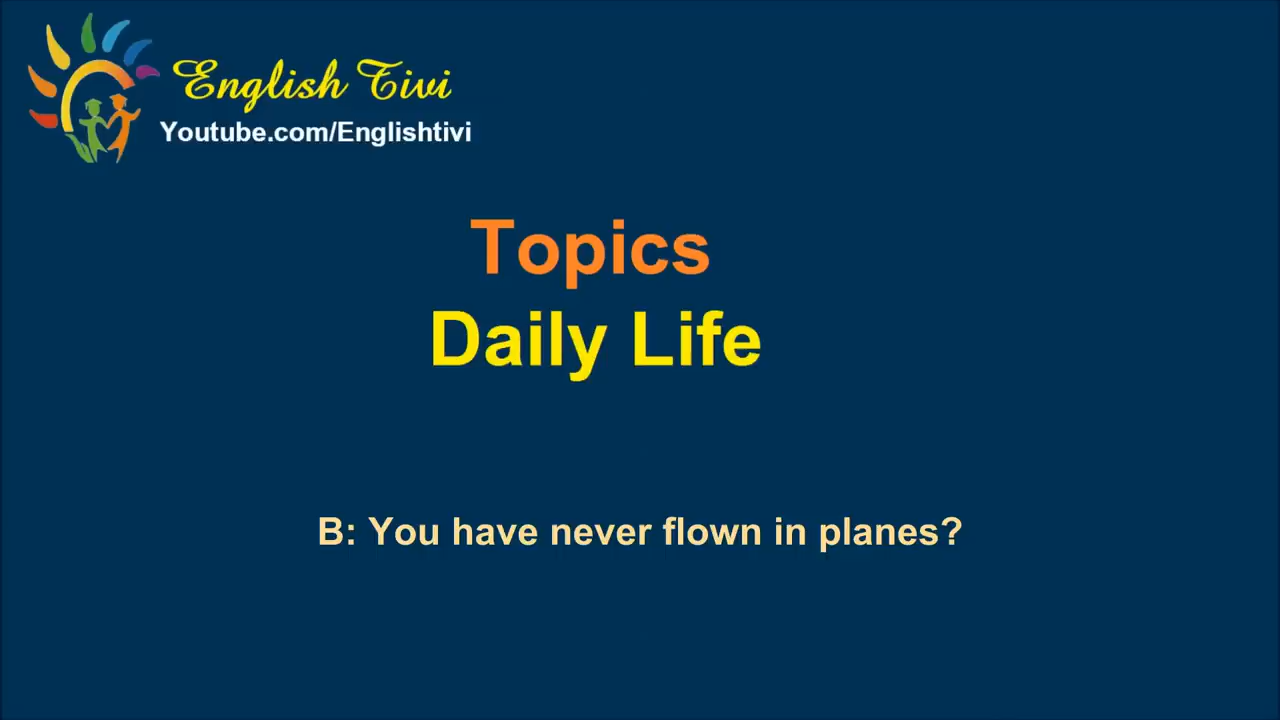 English Tivi
Youtube.com/Englishtivi
Topics
Daily Life
B: You have never flown in planes?